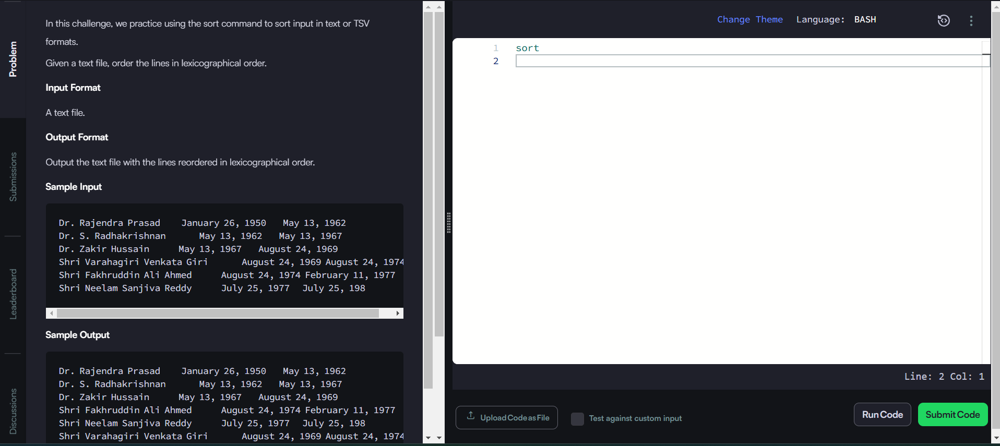 Problem
Submissions
Leaderboard
Discussions
In this challenge, we practice using the sort command to sort input in text or TSV
formats.
Given a text file, order the lines in lexicographical order.
Input Format
A text file.
Output Format
Output the text file with the lines reordered in lexicographical order.
Sample Input
Dr. Rajendra Prasad    January 26, 1950   May 13, 1962
Dr. S. Radhakrishnan    May 13, 1962   May 13, 1967
Dr. Zakir Hussain    May 13, 1967   August 24, 1969
Shri Varahagiri Venkata Giri    August 24, 1969 August 24, 1974
Shri Fakhruddin Ali Ahmed    August 24, 1974 February 11, 1977
Shri Neelam Sanjiva Reddy    July 25, 1977   July 25, 198
Sample Output
Dr. Rajendra Prasad    January 26, 1950   May 13, 1962
Dr. S. Radhakrishnan    May 13, 1962   May 13, 1967
Dr. Zakir Hussain    May 13, 1967   August 24, 1969
Shri Fakhruddin Ali Ahmed    August 24, 1974 February 11, 1977
Shri Neelam Sanjiva Reddy    July 25, 1977   July 25, 198
Shri Varahagiri Venkata Giri    August 24, 1969 August 24, 1974
Change Theme Language: BASH
1 sort
2
Line: 2 Col: 1
Upload Code as File
Test against custom input
Run Code
Submit Code